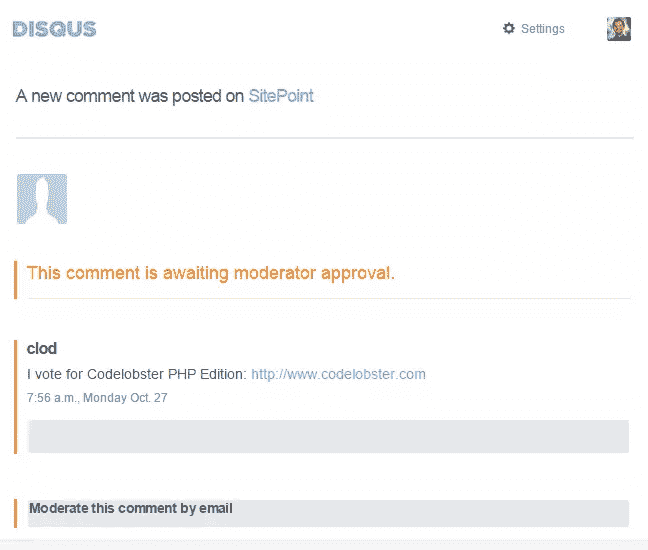 DISQUS
Settings
A new comment was posted on SitePoint
This comment is awaiting moderator approval.
clod
I vote for Codelobster PHP Edition: http://www.codelobster.com
7:56 a.m., Monday Oct. 27
Moderate this comment by email